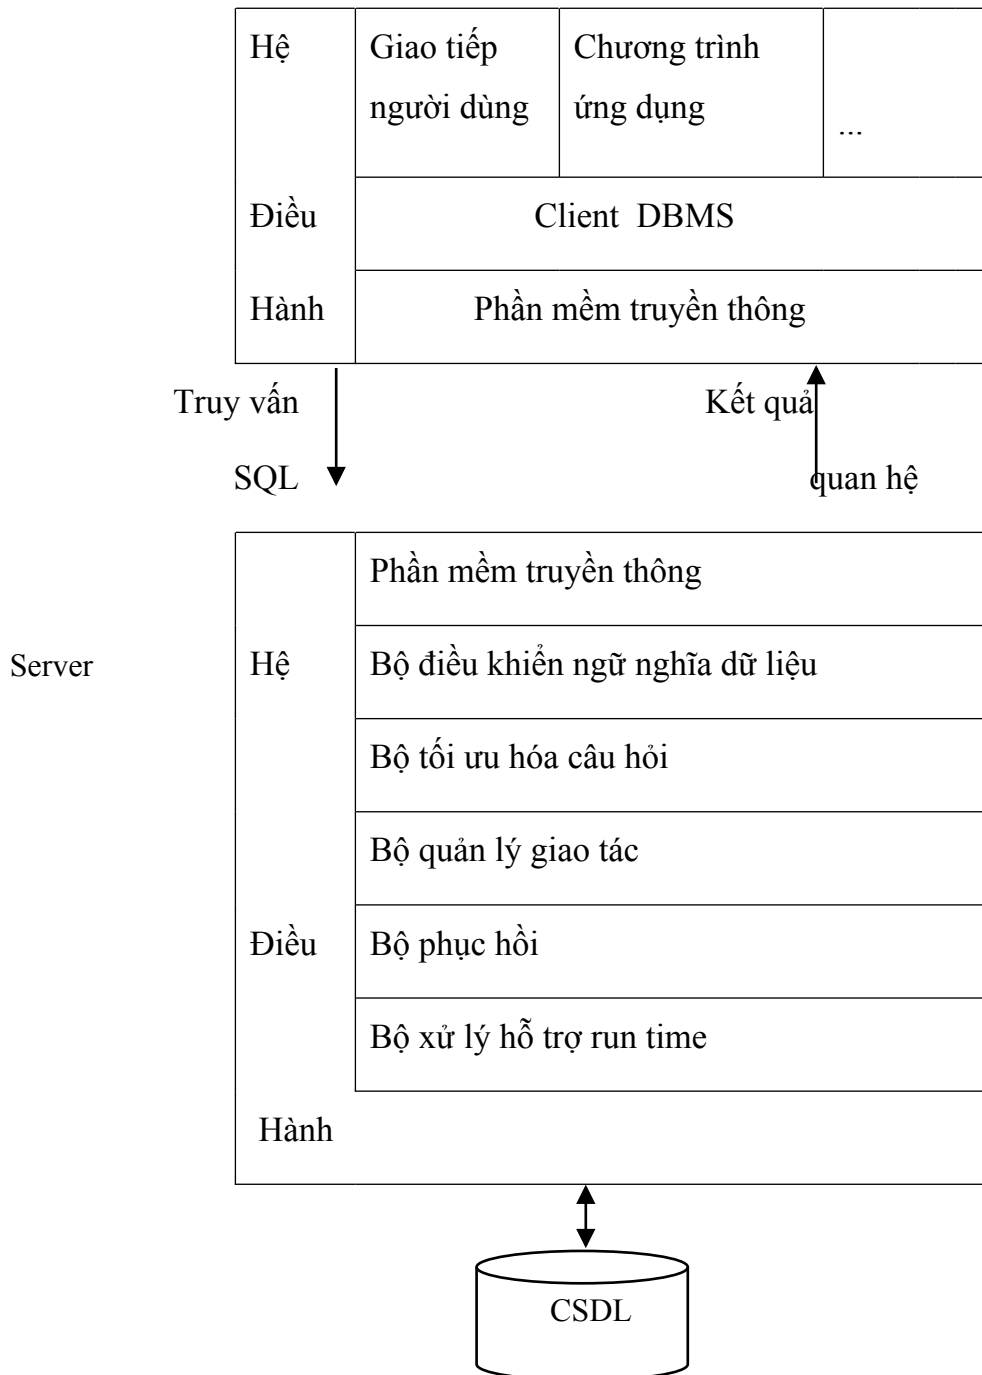 Hệ
Giao tiếp
người dùng
Chương trình
ứng dụng
...
Điều
Client DBMS
Hành
Phần mềm truyền thông
Truy vấn
SQL
Kết quả
quan hệ
Phần mềm truyền thông
Server
Hệ
Bộ điều khiển ngữ nghĩa dữ liệu
Bộ tối ưu hóa câu hỏi
Bộ quản lý giao tác
Điều
Bộ phục hồi
Bộ xử lý hỗ trợ run time
Hành
CSDL